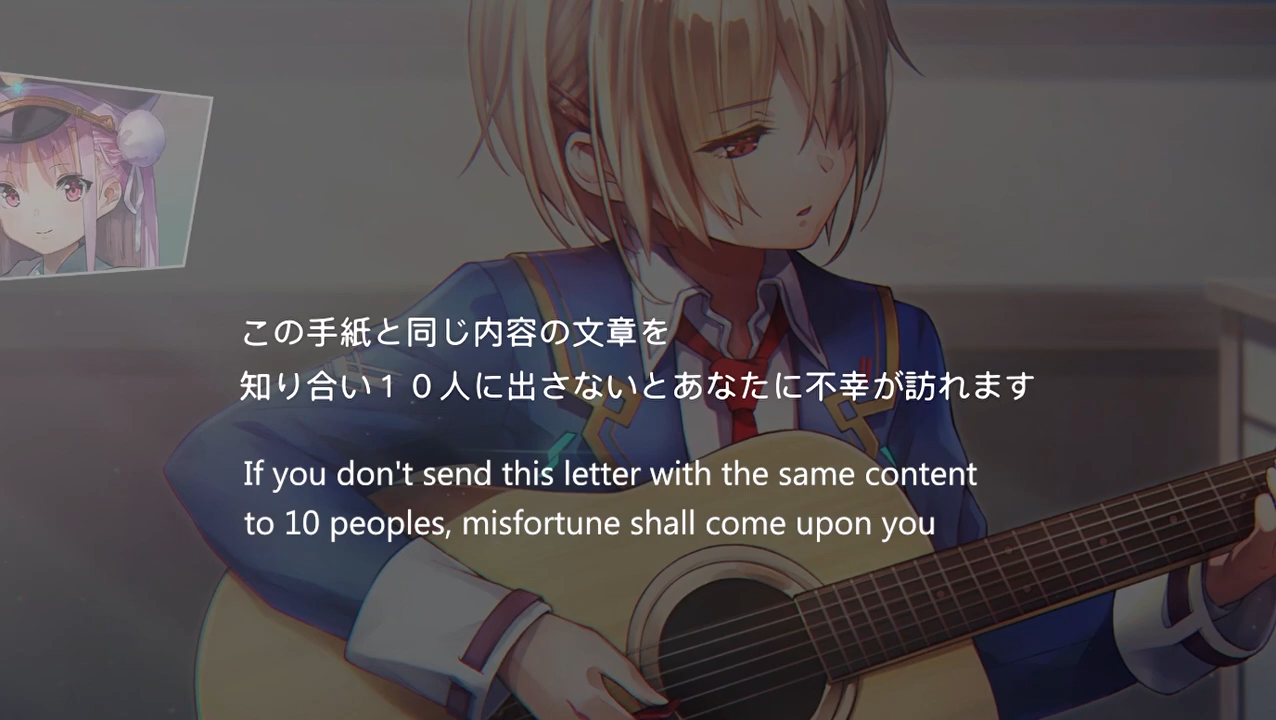 この手紙と同じ内容の文章を
知り合い１０人に出さないとあなたに不幸が訪れます
If you don't send this letter with the same content
to 10 peoples, misfortune shall come upon you